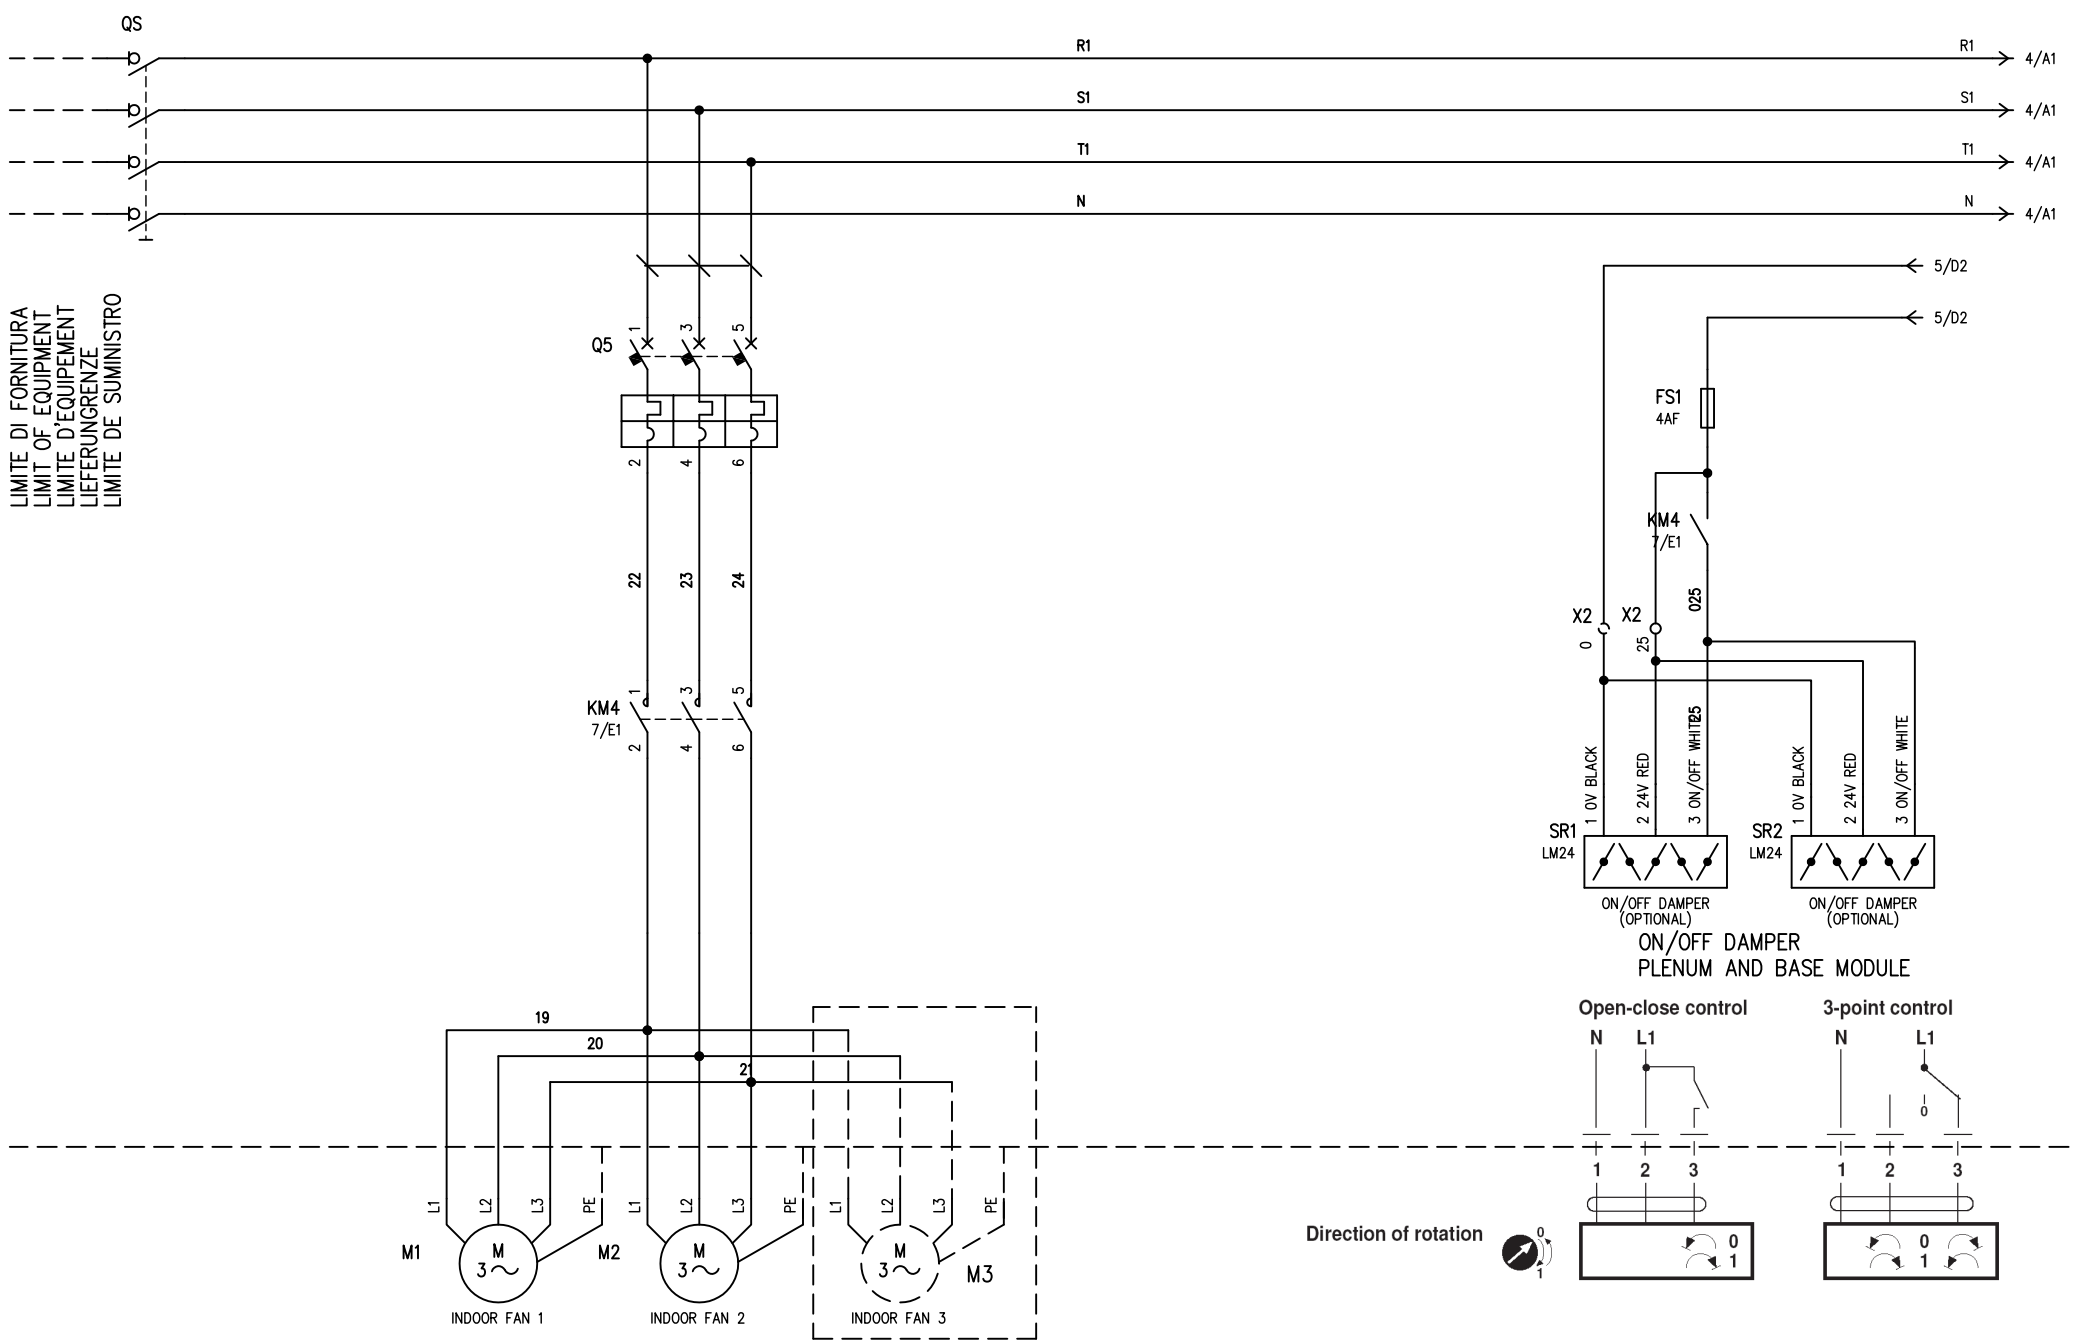 QS
R1 R1 4/A1
S1 S1 4/A1
T1 T1 4/A1
N N 4/A1
LIMITE DI FORNITURA
LIMIT OF EQUIPMENT
LIMITE D'EQUIPEMENT
LIEFERUNGRENZE
LIMITE DE SUMINISTRO
5/D2
5/D2
1 3 5
Q5
2 4 6
FS1
4AF
KM4
7/E1
22 23 24
025
X2 X2
0 25
1 3 5
KM4
7/E1
2 4 6
25
1 0V BLACK
2 24V RED
3 ON/OFF WHITE
1 0V BLACK
2 24V RED
3 ON/OFF WHITE
SR1
LM24
SR2
LM24
ON/OFF DAMPER
(OPTIONAL)
ON/OFF DAMPER
(OPTIONAL)
ON/OFF DAMPER
PLENUM AND BASE MODULE
19
20
21
L1 L2 L3 PE
L1 L2 L3 PE
L1 L2 L3 PE
M1
M
3
INDOOR FAN 1
M2
M
3
INDOOR FAN 2
M
3
M3
INDOOR FAN 3
Open-close control
N L1
1 2 3
0
1
3-point control
N L1
0
1 2 3
0
1
Direction of rotation
0
1